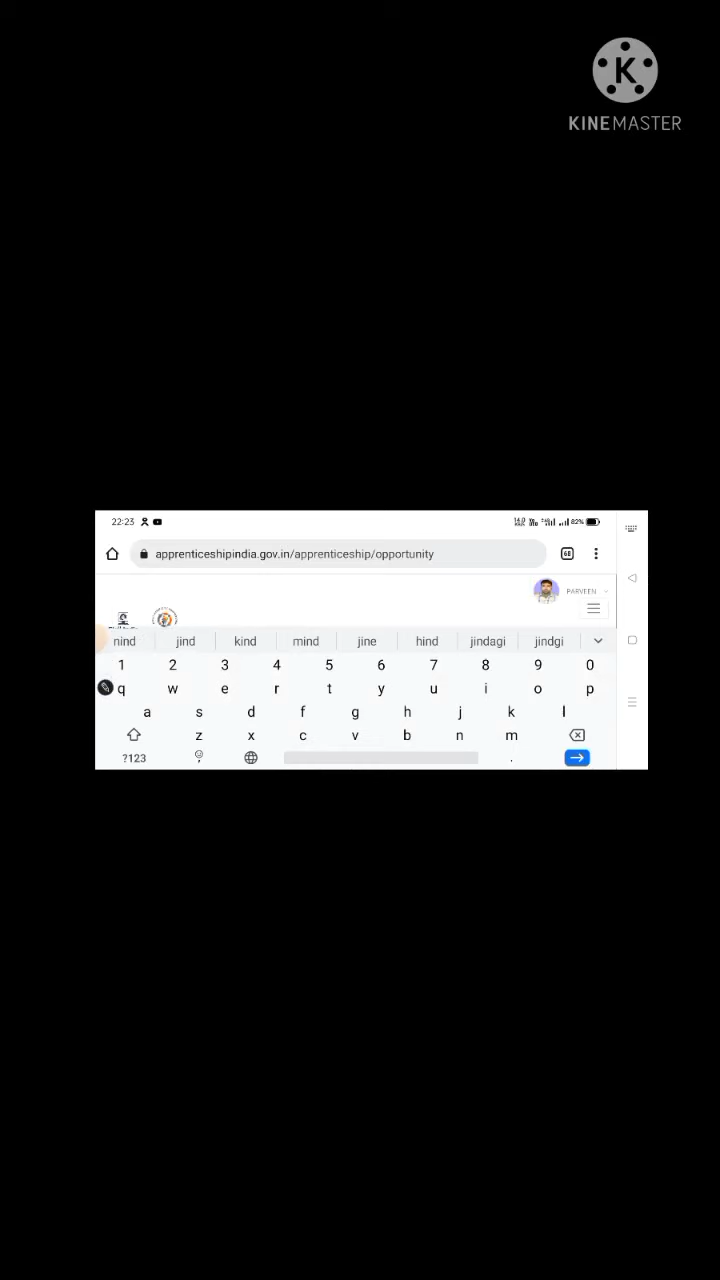 KINEMASTER
22:23
82%
apprenticeshipindia.gov.in/apprenticeship/opportunity
68
PARVEEN
nind jind kind mind jine hind jindagi jindgi
1 2 3 4 5 6 7 8 9 0
q w e r t y u i o p
a s d f g h j k l
z x c v b n m
?123 , .